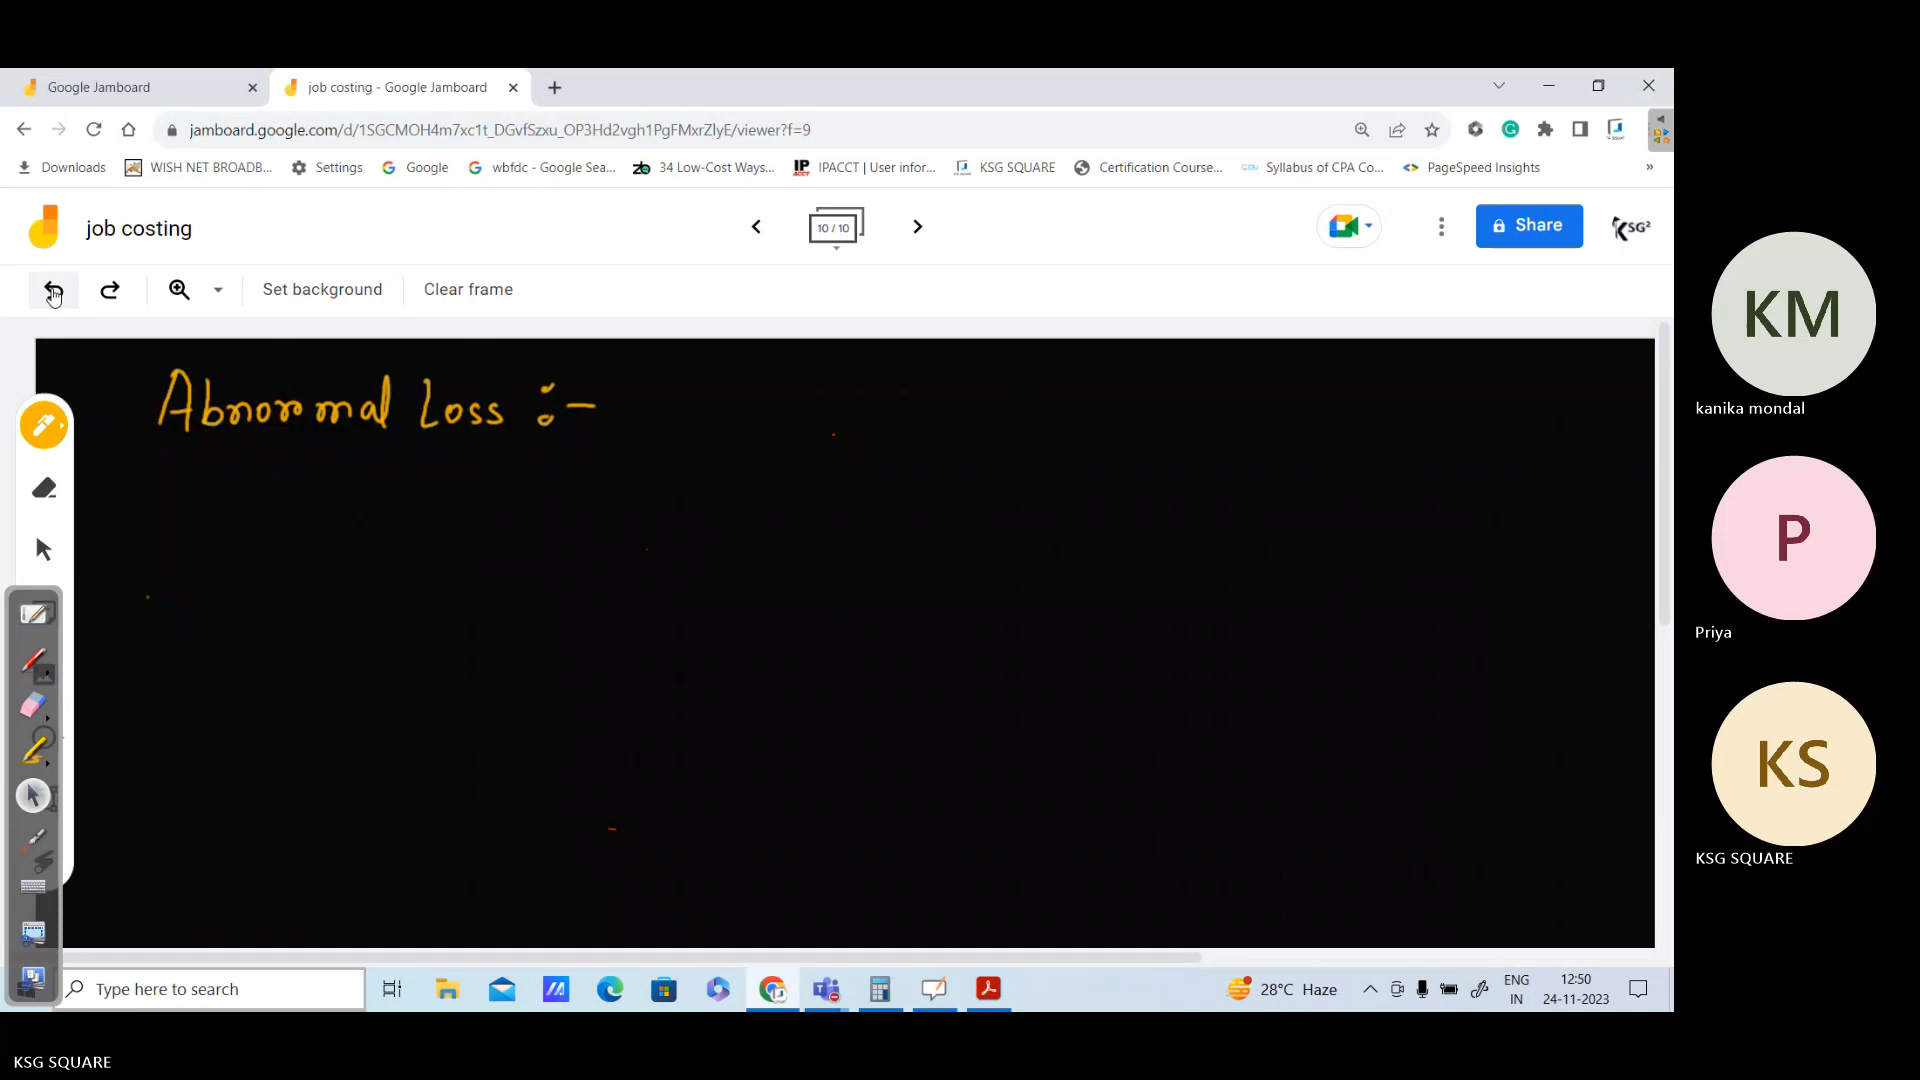 Google Jamboard
job costing - Google Jamboard
jamboard.google.com/d/1SGCMOH4m7xc1t_DGvfSzxu_OP3Hd2vgh1PgFMxrZlyE/viewer?f=9
Downloads WISH NET BROADB... Settings Google wbfdc - Google Sea... 34 Low-Cost Ways... IPACCT | User infor... KSG SQUARE Certification Course... Syllabus of CPA Co... PageSpeed Insights »
job costing
10 / 10
Share
KSG²
Set background Clear frame
Abnormal Loss :-
KM
kanika mondal
P
Priya
KS
KSG SQUARE
Type here to search
28°C Haze
ENG
IN
12:50
24-11-2023
KSG SQUARE